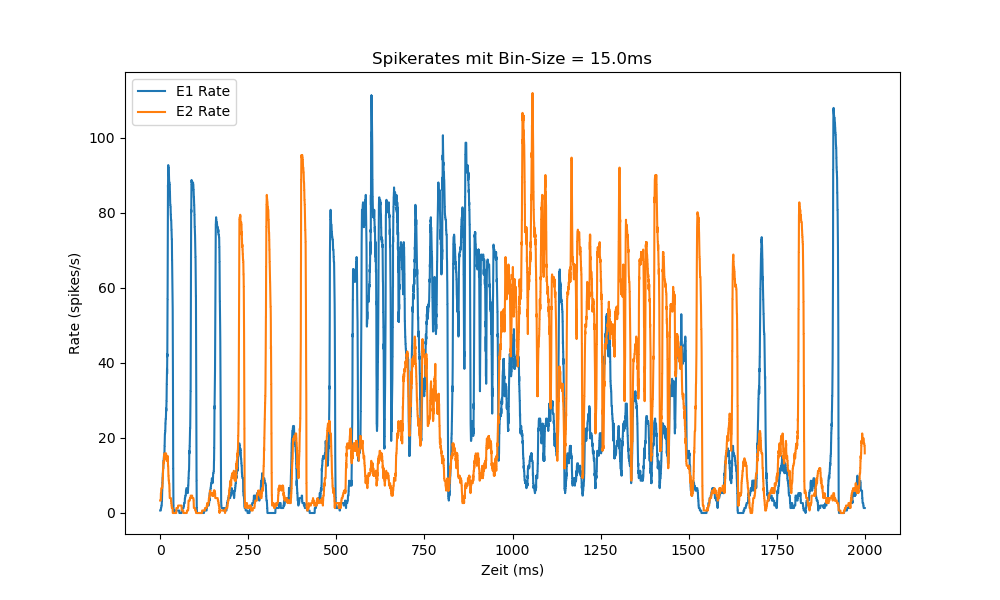 Spikerates mit Bin-Size = 15.0ms
E1 Rate
E2 Rate
Rate (spikes/s)
100
80
60
40
20
0
0 250 500 750 1000 1250 1500 1750 2000
Zeit (ms)